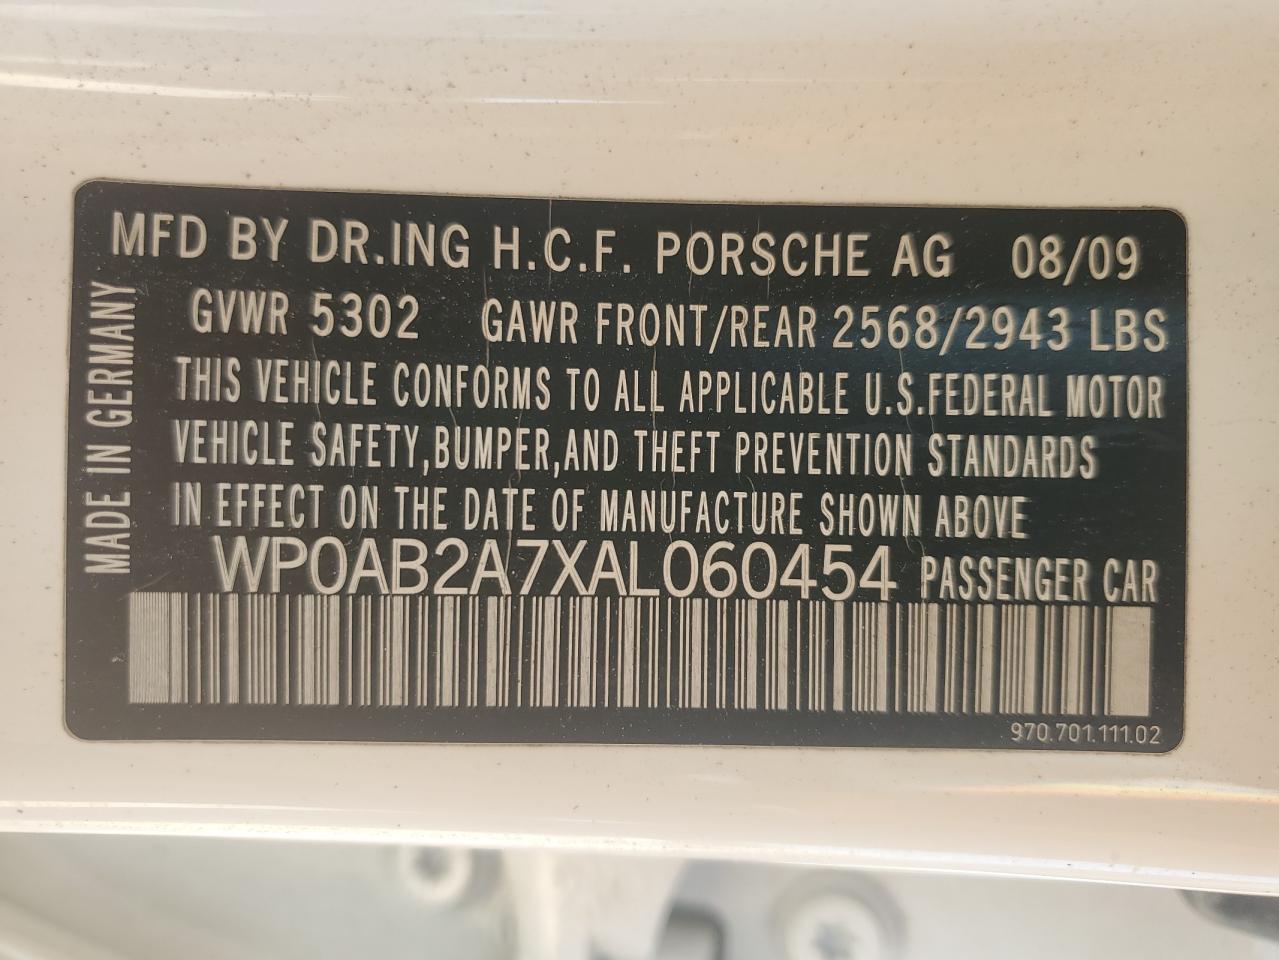 MFD BY DR.ING H.C.F. PORSCHE AG 08/09
GVWR 5302 GAWR FRONT/REAR 2568/2943 LBS
THIS VEHICLE CONFORMS TO ALL APPLICABLE U.S.FEDERAL MOTOR
VEHICLE SAFETY,BUMPER,AND THEFT PREVENTION STANDARDS
IN EFFECT ON THE DATE OF MANUFACTURE SHOWN ABOVE
WP0AB2A7XAL060454 PASSENGER CAR
970.701.111.02
MADE IN GERMANY